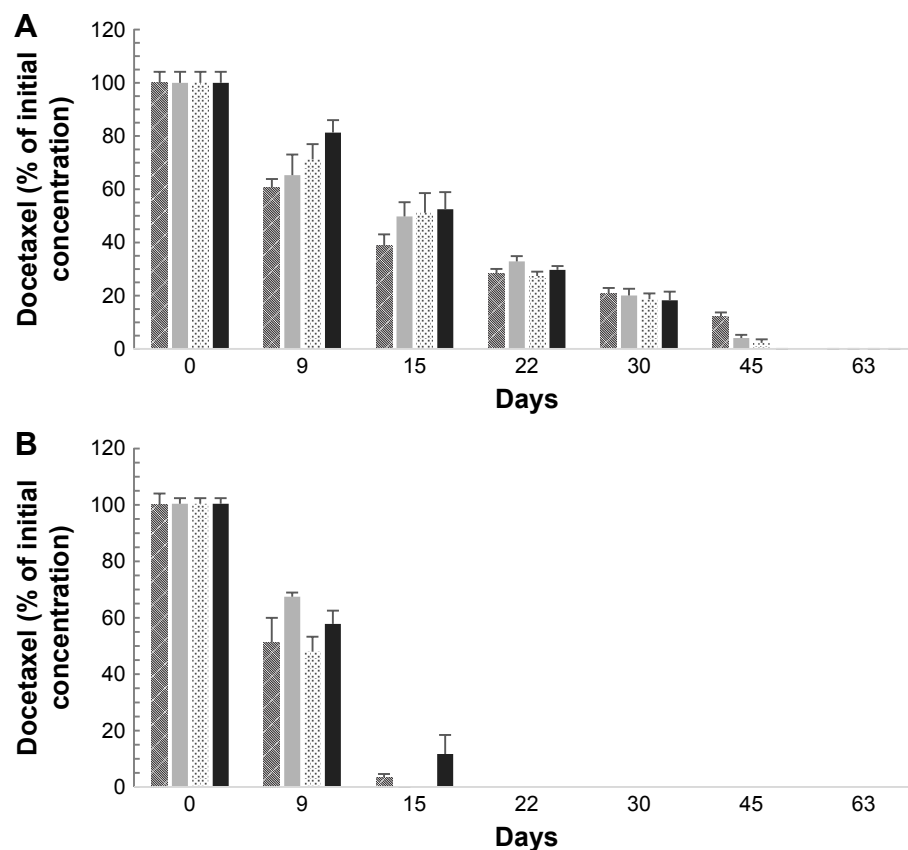 A
Docetaxel (% of initial
concentration)
120
100
80
60
40
20
0
0 9 15 22 30 45 63
Days
B
Docetaxel (% of initial
concentration)
120
100
80
60
40
20
0
0 9 15 22 30 45 63
Days